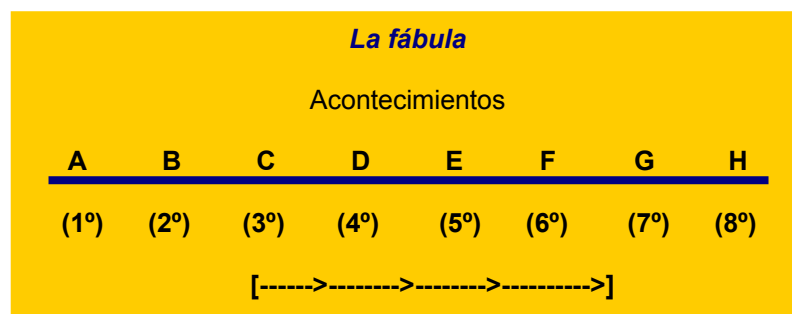 La fábula
Acontecimientos
A B C D E F G H
(1º) (2º) (3º) (4º) (5º) (6º) (7º) (8º)
[------>-------->-------->---------->]